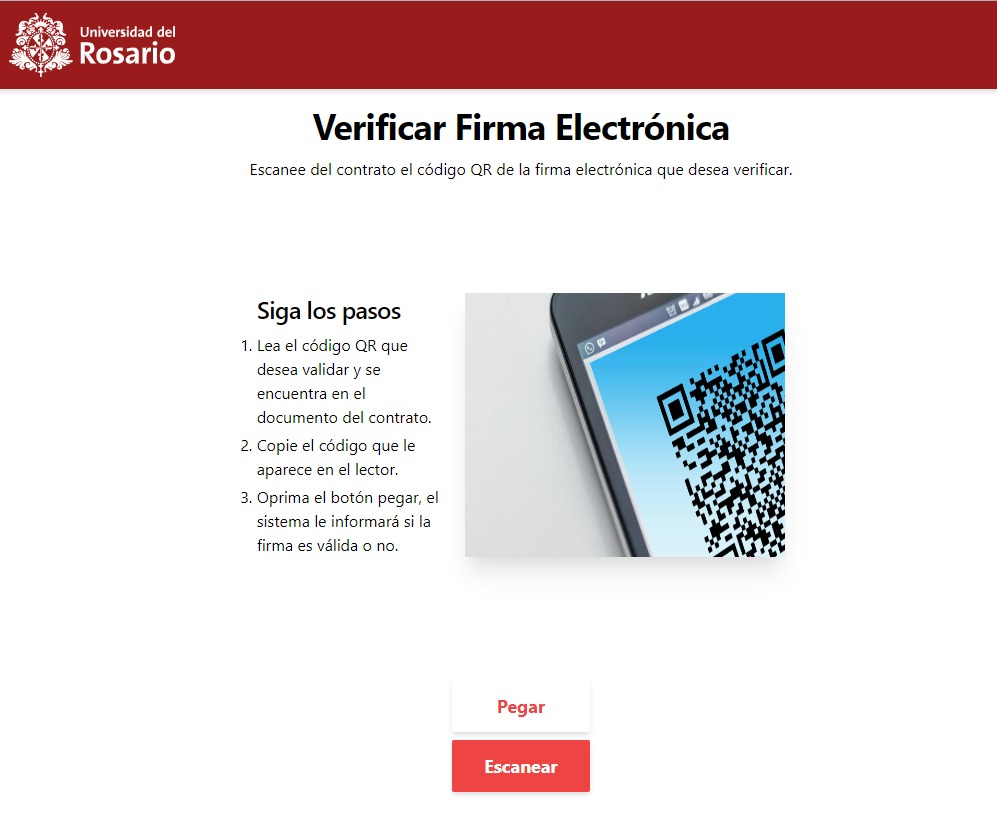 Universidad del
Rosario
Verificar Firma Electrónica
Escanee del contrato el código QR de la firma electrónica que desea verificar.
Siga los pasos
1. Lea el código QR que
desea validar y se
encuentra en el
documento del contrato.
2. Copie el código que le
aparece en el lector.
3. Oprima el botón pegar, el
sistema le informará si la
firma es válida o no.
Pegar
Escanear